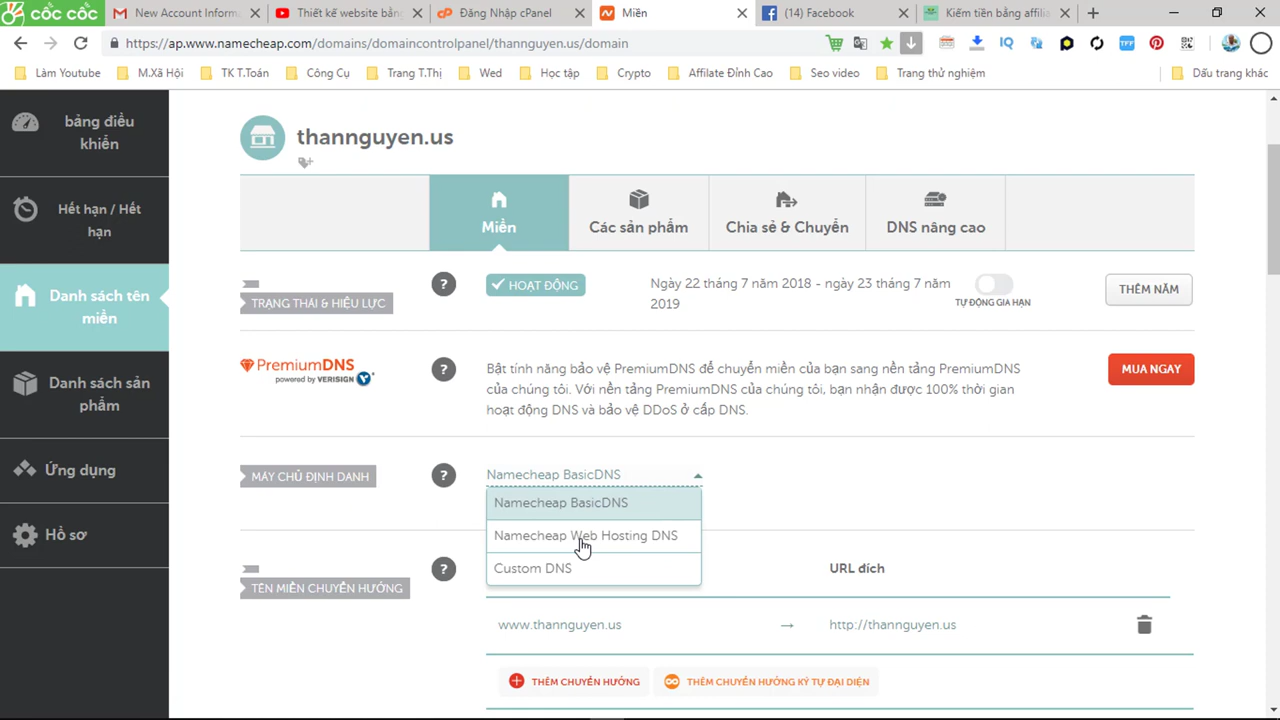 cốc cốc
New Account Inform
Thiết kế website bằng
Đăng Nhập cPanel
Miền
(14) Facebook
Kiếm tiền bằng affilia
https://ap.www.namecheap.com/domains/domaincontrolpanel/thannguyen.us/domain
Làm Youtube
M.Xã Hội
TK T.Toán
Công Cụ
Trang T.Thị
Wed
Học tập
Crypto
Affilate Đỉnh Cao
Seo video
Trang thử nghiệm
Dấu trang khác
bảng điều
khiển
Hết hạn / Hết
hạn
Danh sách tên
miền
Danh sách sản
phẩm
Ứng dụng
Hồ sơ
thannguyen.us
Miền
Các sản phẩm
Chia sẻ & Chuyển
DNS nâng cao
TRẠNG THÁI & HIỆU LỰC
?
HOẠT ĐỘNG
Ngày 22 tháng 7 năm 2018 - ngày 23 tháng 7 năm
2019
TỰ ĐỘNG GIA HẠN
THÊM NĂM
PremiumDNS
powered by VERISIGN
?
Bật tính năng bảo vệ PremiumDNS để chuyển miền của bạn sang nền tảng PremiumDNS
của chúng tôi. Với nền tảng PremiumDNS của chúng tôi, bạn nhận được 100% thời gian
hoạt động DNS và bảo vệ DDoS ở cấp DNS.
MUA NGAY
MÁY CHỦ ĐỊNH DANH
?
Namecheap BasicDNS
Namecheap BasicDNS
Namecheap Web Hosting DNS
Custom DNS
TÊN MIỀN CHUYỂN HƯỚNG
?
URL đích
www.thannguyen.us
→
http://thannguyen.us
THÊM CHUYỂN HƯỚNG
THÊM CHUYỂN HƯỚNG KÝ TỰ ĐẠI DIỆN